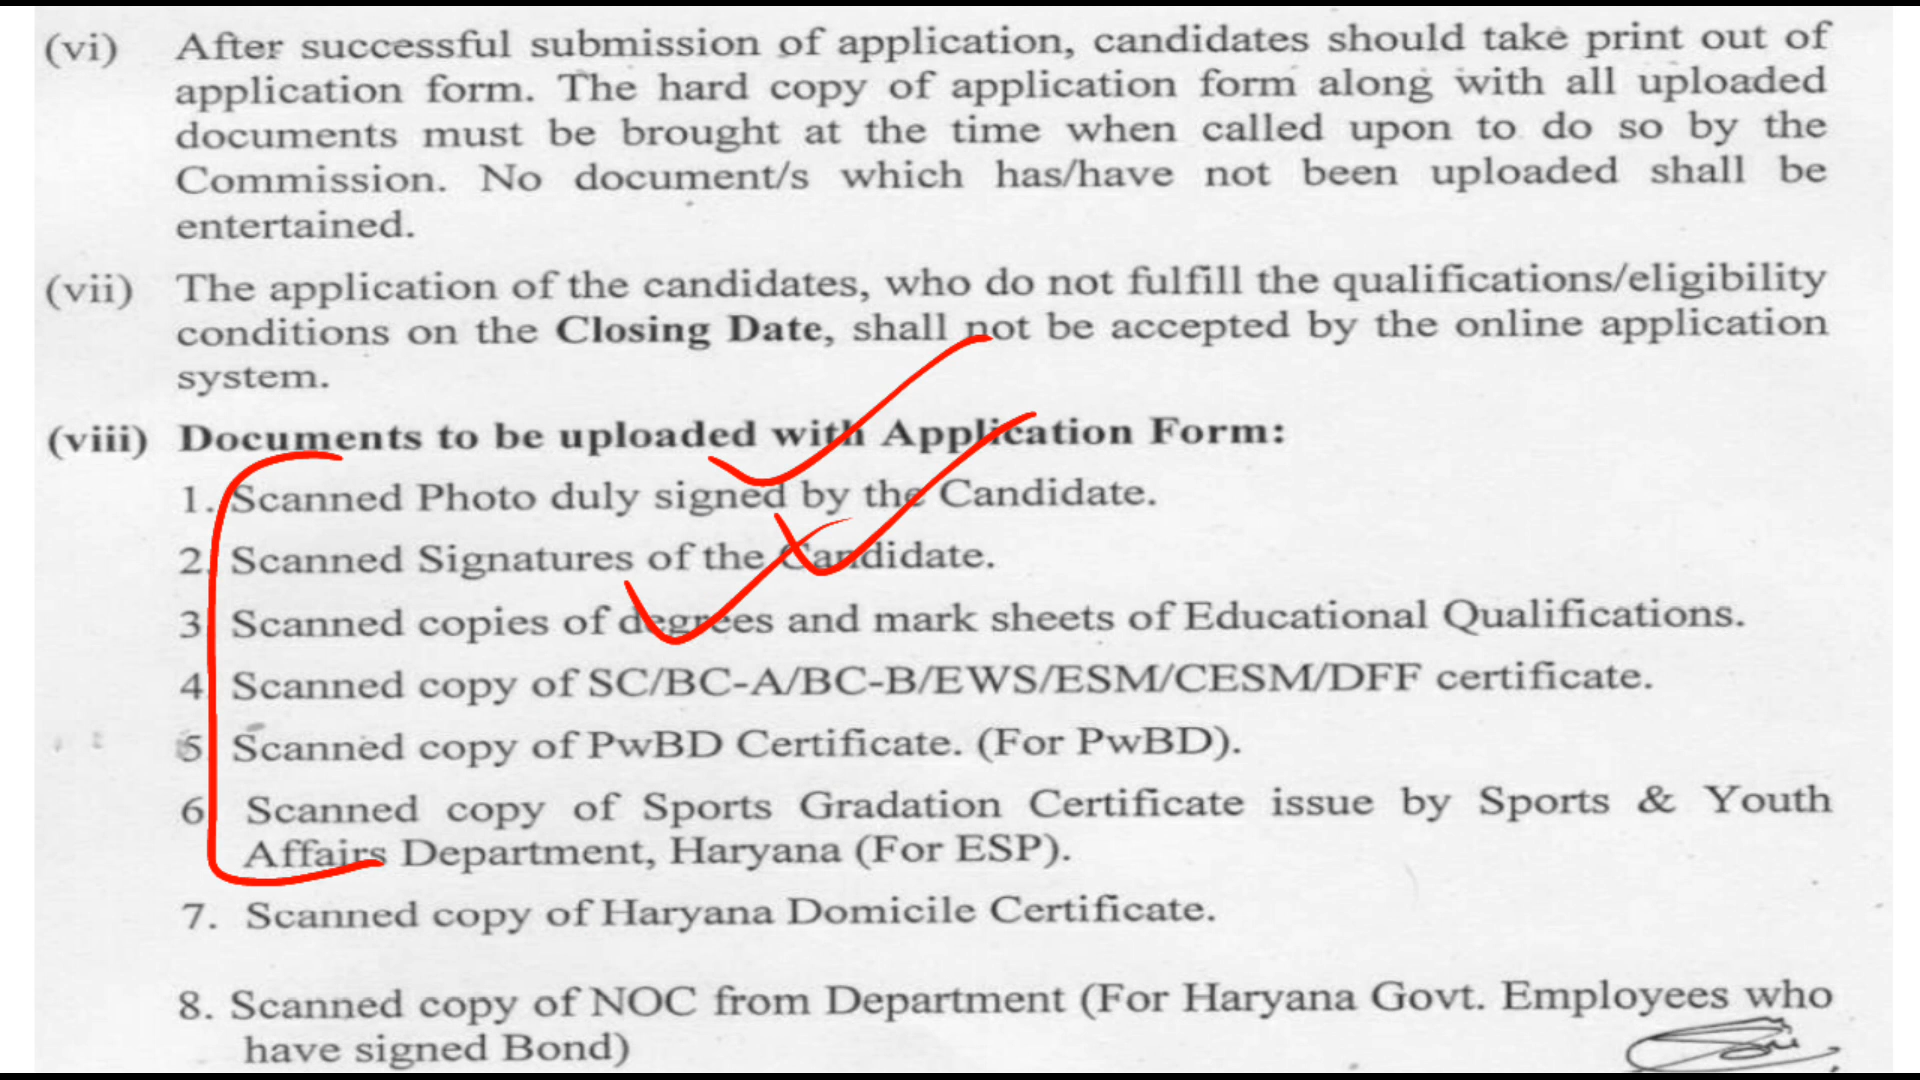 (vi) After successful submission of application, candidates should take print out of
application form. The hard copy of application form along with all uploaded
documents must be brought at the time when called upon to do so by the
Commission. No document/s which has/have not been uploaded shall be
entertained.
(vii) The application of the candidates, who do not fulfill the qualifications/eligibility
conditions on the Closing Date, shall not be accepted by the online application
system.
(viii) Documents to be uploaded with Application Form:
1. Scanned Photo duly signed by the Candidate.
2. Scanned Signatures of the Candidate.
3. Scanned copies of degrees and mark sheets of Educational Qualifications.
4. Scanned copy of SC/BC-A/BC-B/EWS/ESM/CESM/DFF certificate.
5. Scanned copy of PwBD Certificate. (For PwBD).
6. Scanned copy of Sports Gradation Certificate issue by Sports & Youth
Affairs Department, Haryana (For ESP).
7. Scanned copy of Haryana Domicile Certificate.
8. Scanned copy of NOC from Department (For Haryana Govt. Employees who
have signed Bond)